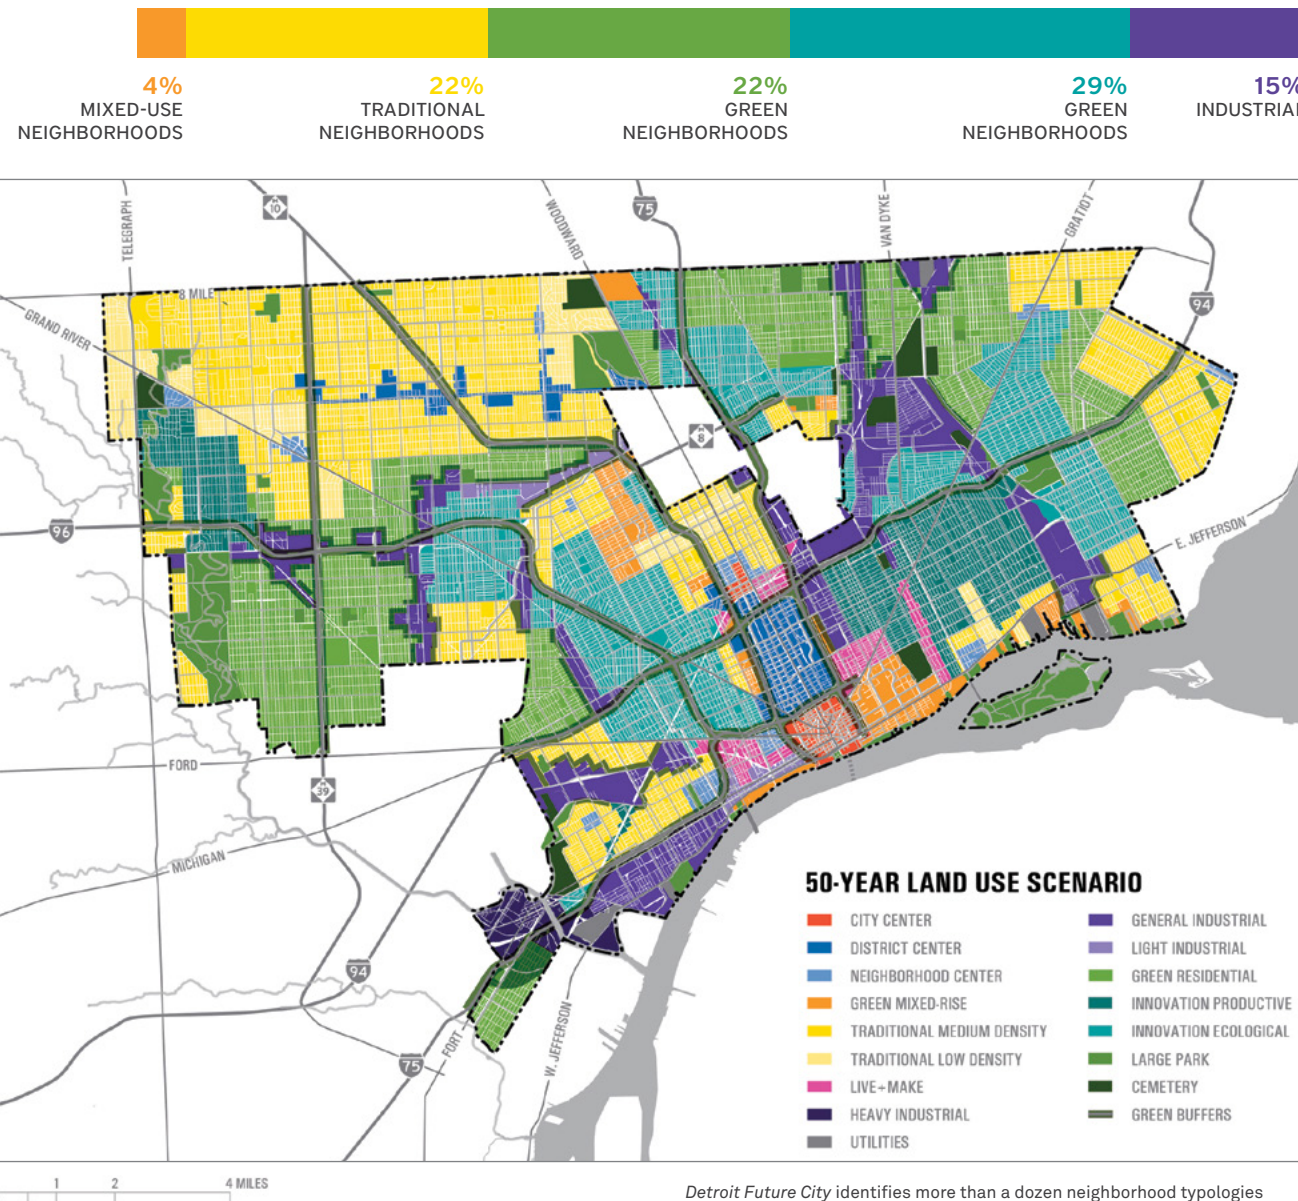 4%
MIXED-USE
NEIGHBORHOODS
22%
TRADITIONAL
NEIGHBORHOODS
22%
GREEN
NEIGHBORHOODS
29%
GREEN
NEIGHBORHOODS
15%
INDUSTRIAL
TELEGRAPH
10
WOODWARD
75
VAN DYKE
GRATIOT
94
8 MILE
GRAND RIVER
8
96
E. JEFFERSON
FORD
39
MICHIGAN
94
75
FORT
W. JEFFERSON
50-YEAR LAND USE SCENARIO
CITY CENTER
DISTRICT CENTER
NEIGHBORHOOD CENTER
GREEN MIXED-RISE
TRADITIONAL MEDIUM DENSITY
TRADITIONAL LOW DENSITY
LIVE+MAKE
HEAVY INDUSTRIAL
UTILITIES
GENERAL INDUSTRIAL
LIGHT INDUSTRIAL
GREEN RESIDENTIAL
INNOVATION PRODUCTIVE
INNOVATION ECOLOGICAL
LARGE PARK
CEMETERY
GREEN BUFFERS
1 2 4 MILES
Detroit Future City identifies more than a dozen neighborhood typologies